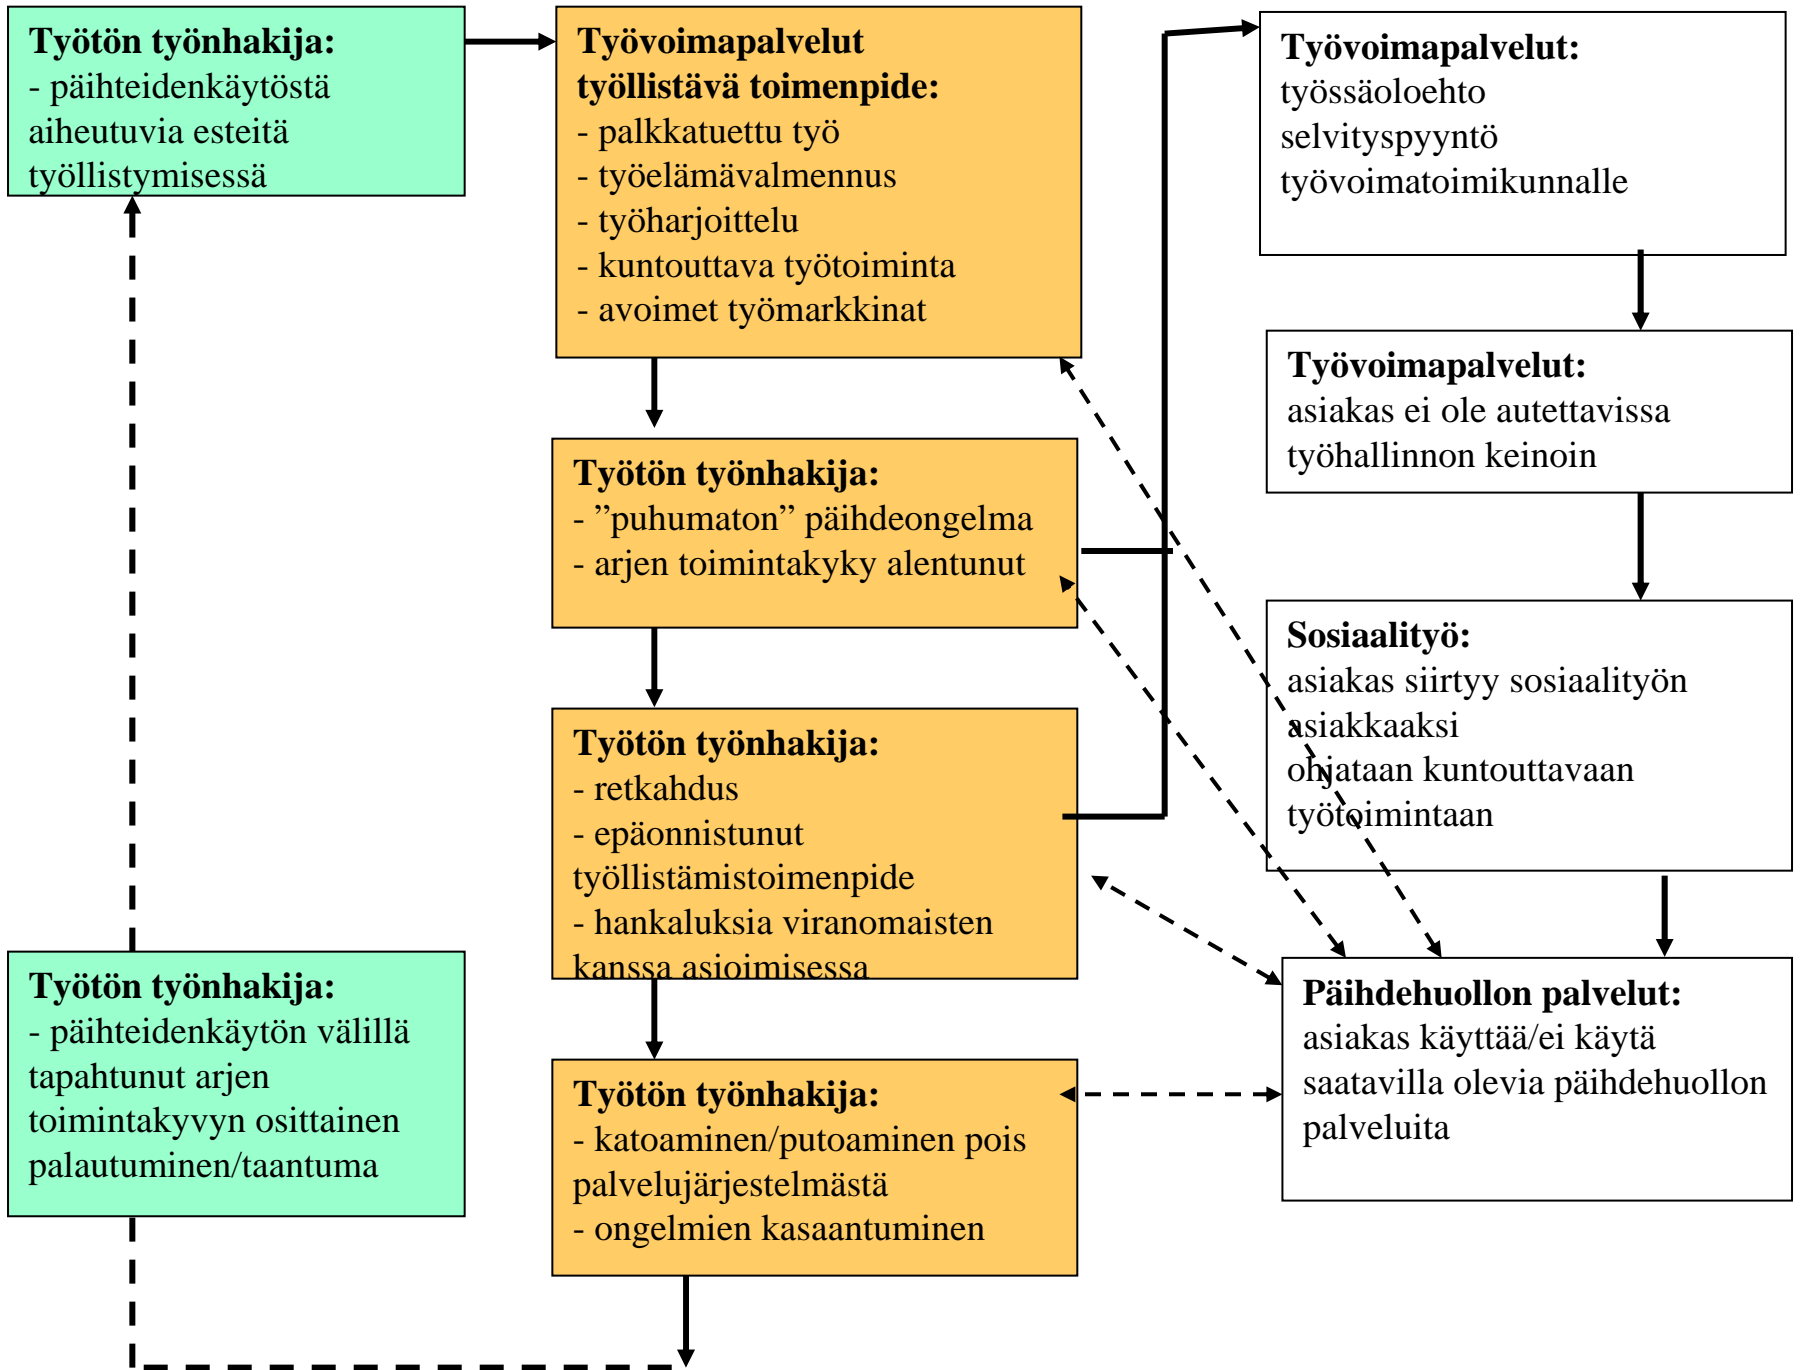 Työtön työnhakija:
- päihteidenkäytöstä
aiheutuvia esteitä
työllistymisessä
Työvoimapalvelut
työllistävä toimenpide:
- palkkatuettu työ
- työelämävalmennus
- työharjoittelu
- kuntouttava työtoiminta
- avoimet työmarkkinat
Työvoimapalvelut:
työssäoloehto
selvityspyyntö
työvoimatoimikunnalle
Työvoimapalvelut:
asiakas ei ole autettavissa
työhallinnon keinoin
Työtön työnhakija:
- ”puhumaton” päihdeongelma
- arjen toimintakyky alentunut
Sosiaalityö:
asiakas siirtyy sosiaalityön
asiakkaaksi
ohjataan kuntouttavaan
työtoimintaan
Työtön työnhakija:
- retkahdus
- epäonnistunut
työllistämistoimenpide
- hankaluksia viranomaisten
kanssa asioimisessa
Työtön työnhakija:
- päihteidenkäytön välillä
tapahtunut arjen
toimintakyvyn osittainen
palautuminen/taantuma
Päihdehuollon palvelut:
asiakas käyttää/ei käytä
saatavilla olevia päihdehuollon
palveluita
Työtön työnhakija:
- katoaminen/putoaminen pois
palvelujärjestelmästä
- ongelmien kasaantuminen